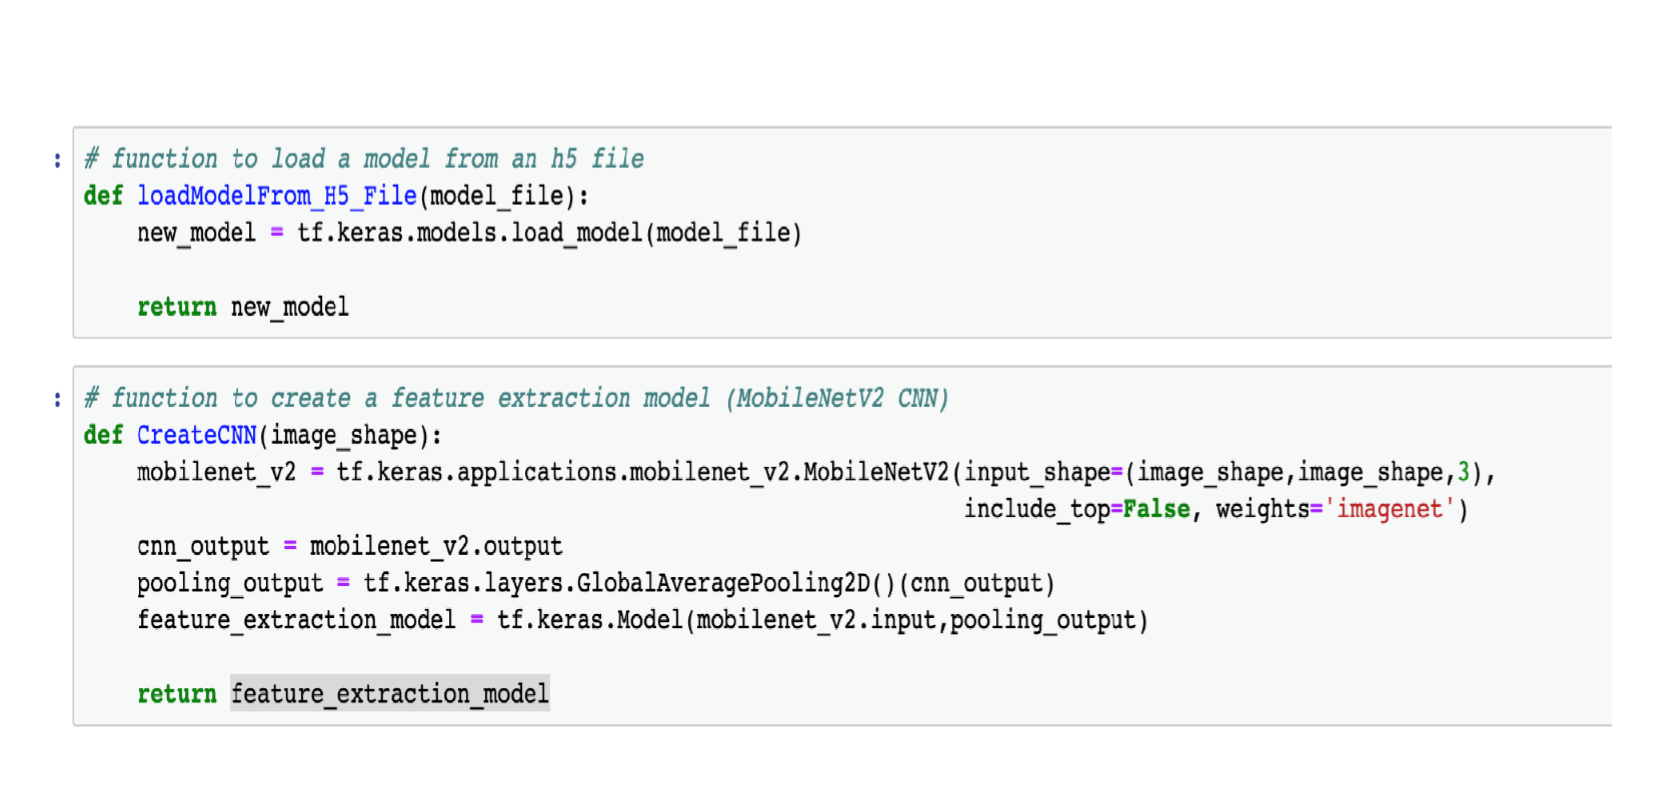 : # function to load a model from an h5 file
def loadModelFrom_H5_File(model_file):
    new_model = tf.keras.models.load_model(model_file)

    return new_model

: # function to create a feature extraction model (MobileNetV2 CNN)
def CreateCNN(image_shape):
    mobilenet_v2 = tf.keras.applications.mobilenet_v2.MobileNetV2(input_shape=(image_shape,image_shape,3),
                                                                  include_top=False, weights='imagenet')
    cnn_output = mobilenet_v2.output
    pooling_output = tf.keras.layers.GlobalAveragePooling2D()(cnn_output)
    feature_extraction_model = tf.keras.Model(mobilenet_v2.input,pooling_output)

    return feature_extraction_model